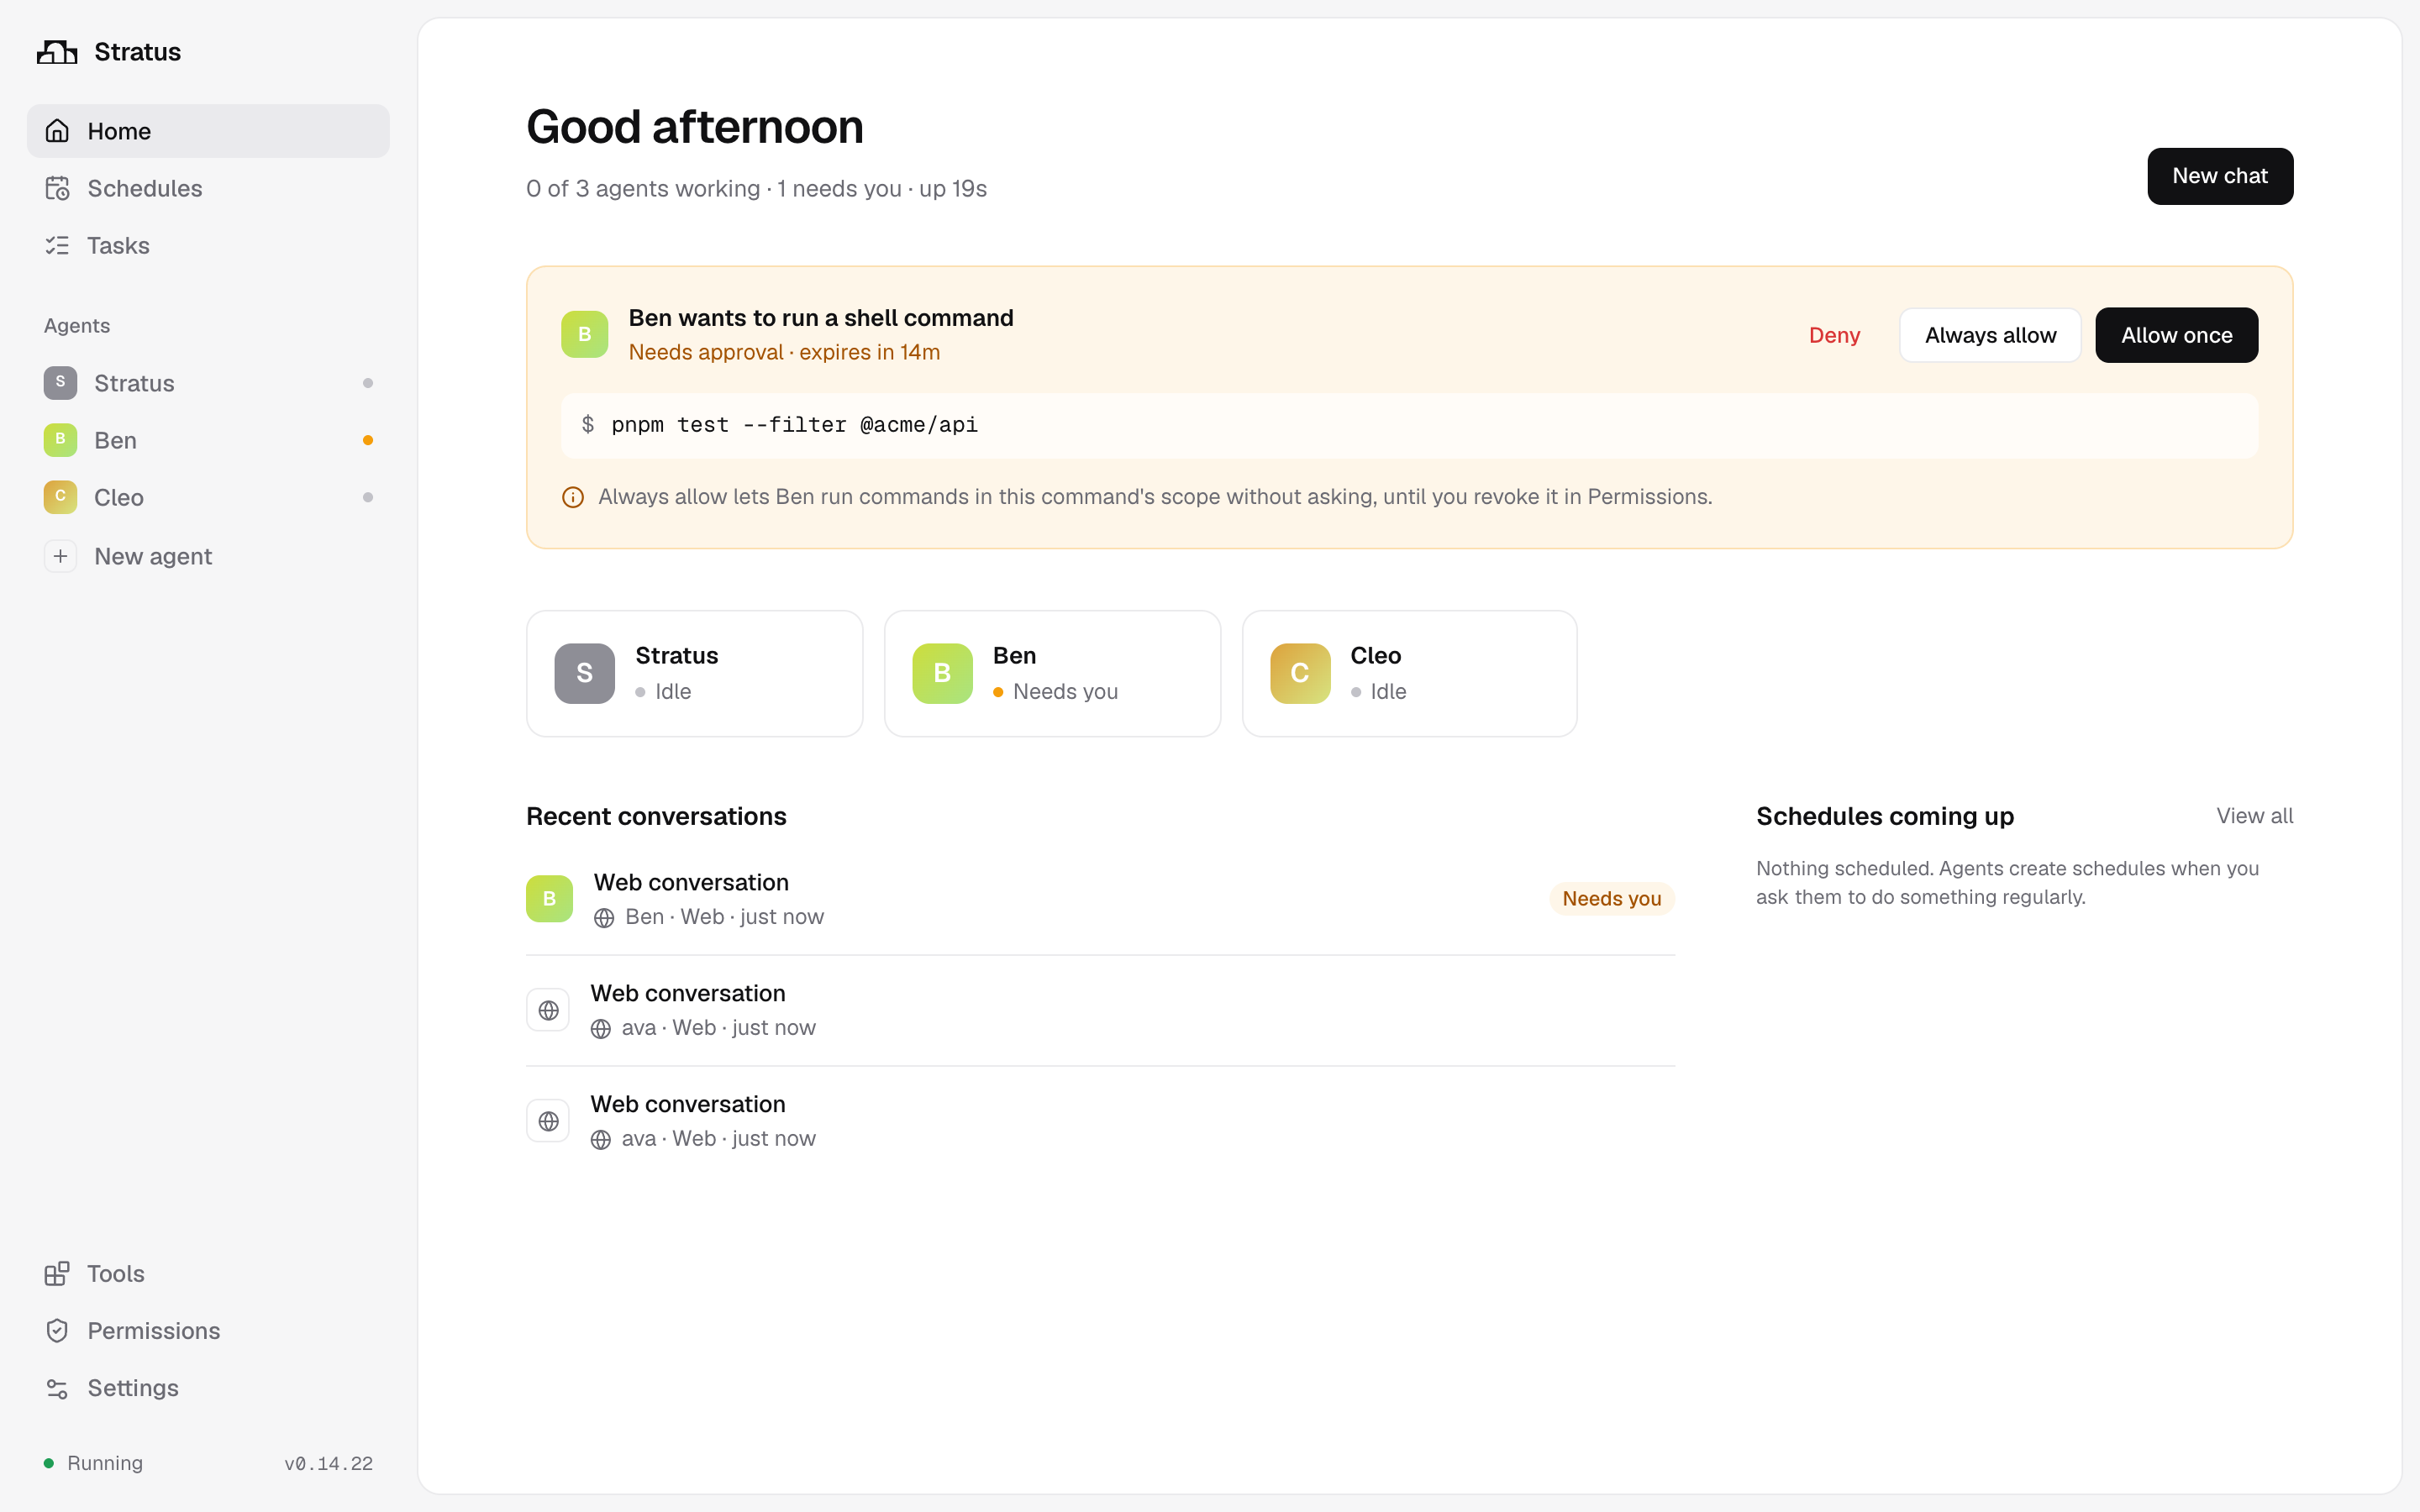 Stratus
Home
Schedules
Tasks
Agents
S Stratus
B Ben
C Cleo
New agent
Tools
Permissions
Settings
Running v0.14.22
Good afternoon
0 of 3 agents working · 1 needs you · up 19s
New chat
B
Ben wants to run a shell command
Needs approval · expires in 14m
Deny
Always allow
Allow once
$ pnpm test --filter @acme/api
Always allow lets Ben run commands in this command's scope without asking, until you revoke it in Permissions.
S
Stratus
Idle
B
Ben
Needs you
C
Cleo
Idle
Recent conversations
B
Web conversation
Ben · Web · just now
Needs you
Web conversation
ava · Web · just now
Web conversation
ava · Web · just now
Schedules coming up
View all
Nothing scheduled. Agents create schedules when you
ask them to do something regularly.